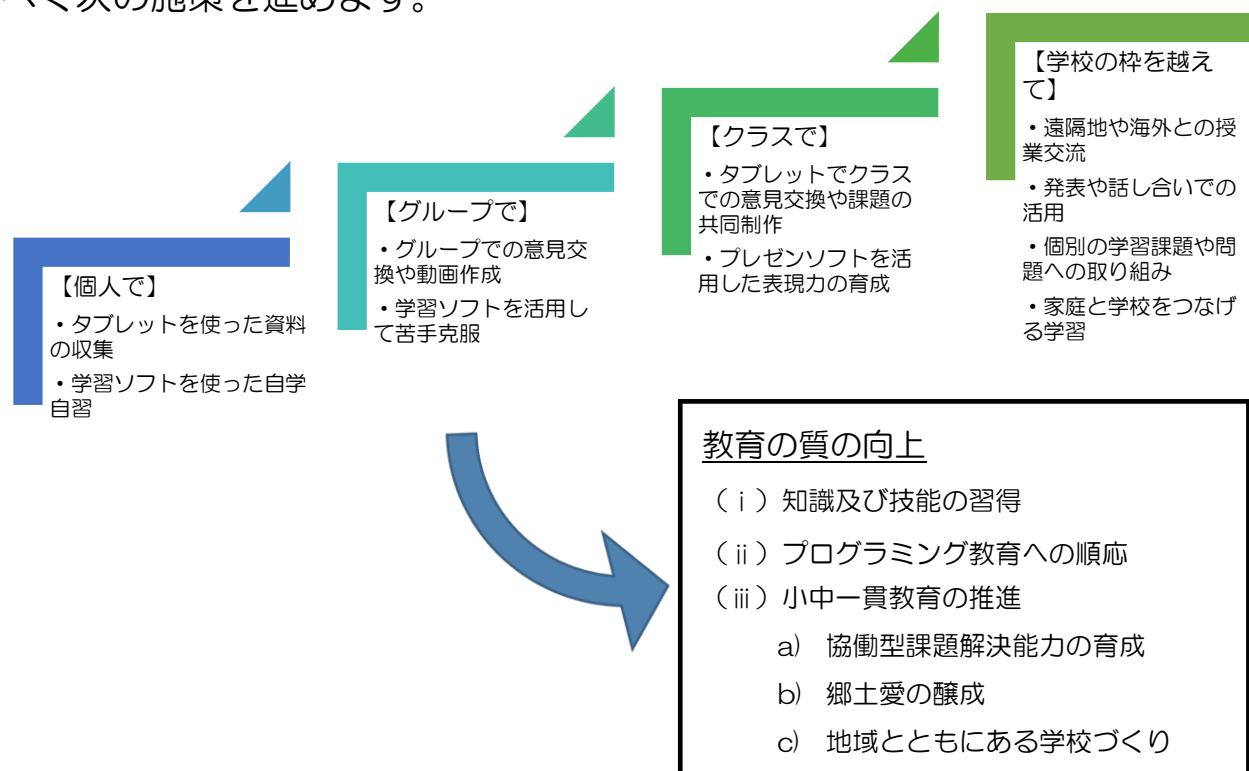 べく次の施策を進めます。
【個人で】
・タブレットを使った資料
の収集
・学習ソフトを使った自学
自習
【グループで】
・グループでの意見交
換や動画作成
・学習ソフトを活用し
て苦手克服
【クラスで】
・タブレットでクラス
での意見交換や課題の
共同制作
・プレゼンソフトを活
用した表現力の育成
【学校の枠を越え
て】
・遠隔地や海外との授
業交流
・発表や話し合いでの
活用
・個別の学習課題や問
題への取り組み
・家庭と学校をつなげ
る学習
教育の質の向上
（ⅰ）知識及び技能の習得
（ⅱ）プログラミング教育への順応
（ⅲ）小中一貫教育の推進
a) 協働型課題解決能力の育成
b) 郷土愛の醸成
c) 地域とともにある学校づくり